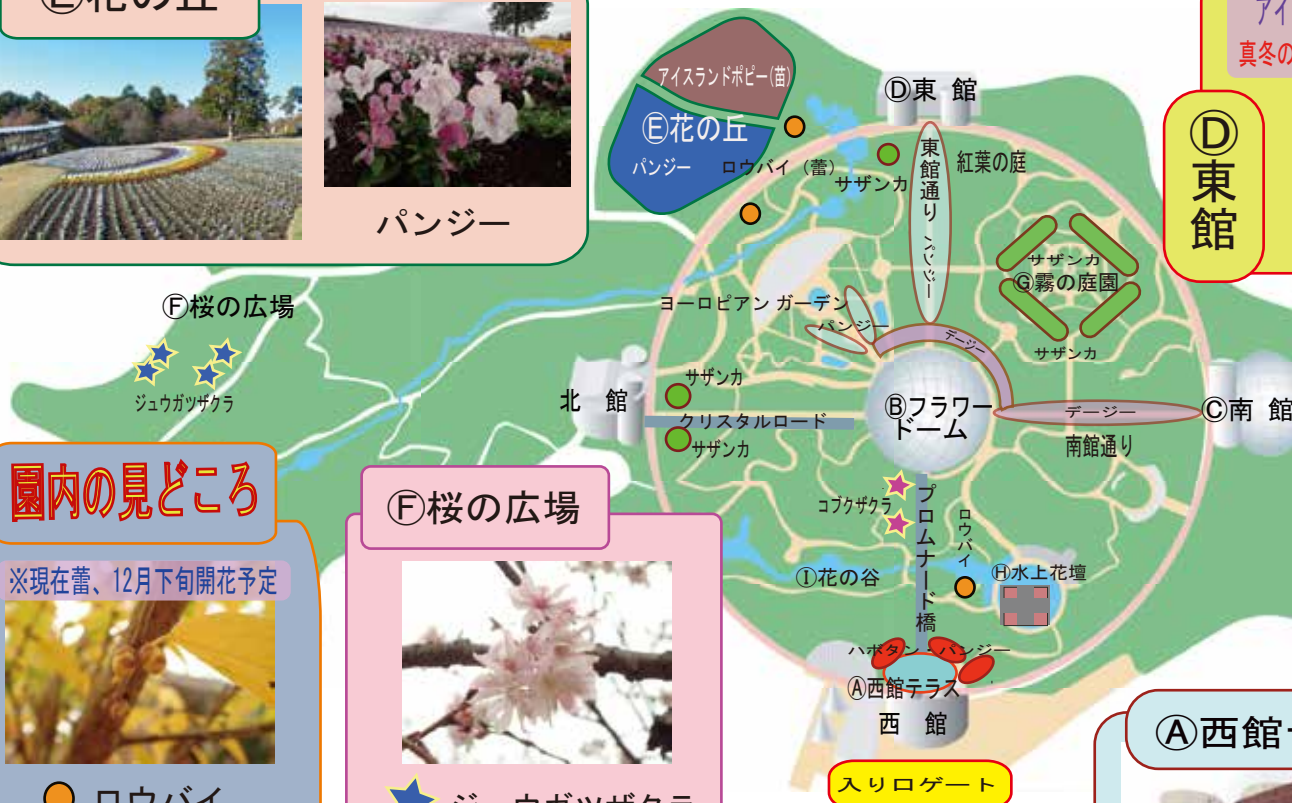 Ⓔ花の丘
パンジー
アイスランドポピー(苗)
Ⓔ花の丘
パンジー
ロウバイ（蕾）
サザンカ
Ⓓ東 館
東館通り パンジー
紅葉の庭
サザンカ
Ⓖ霧の庭園
サザンカ
真冬の
Ⓓ東館
Ⓕ桜の広場
ジュウガツザクラ
ヨーロピアン ガーデン
パンジー
デージー
北 館
サザンカ
クリスタルロード
サザンカ
Ⓑフラワー
ドーム
デージー
南館通り
Ⓒ南 館
コブクザクラ
プロムナード橋
ロウバイ
Ⓘ花の谷
Ⓗ水上花壇
ハボタン・パンジー
Ⓐ西館テラス
西 館
入り口ゲート
園内の見どころ
※現在蕾、12月下旬開花予定
ロウバイ
Ⓕ桜の広場
ジュウガツザクラ
Ⓐ西館